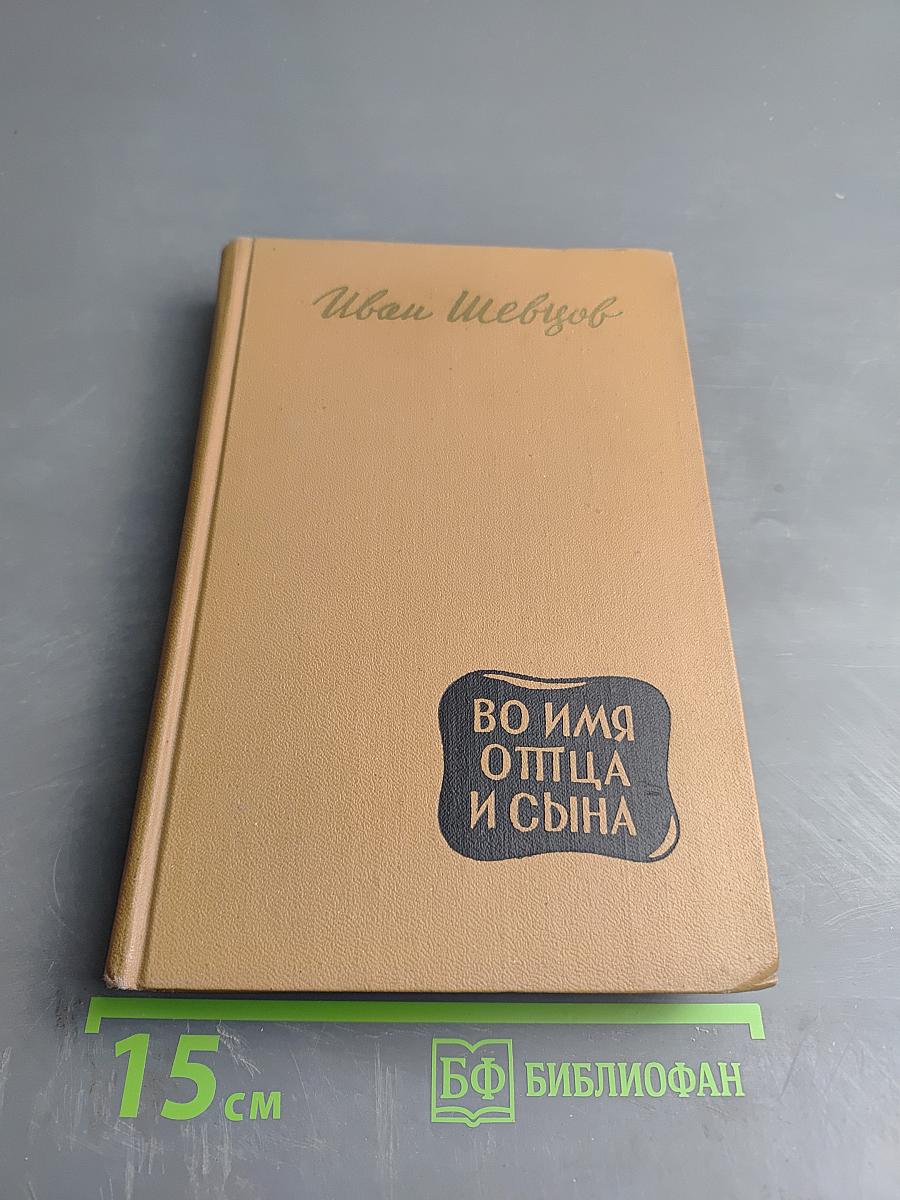 Иван Шевцов
ВО ИМЯ
ОТЦА
И СЫНА
15 см
БФ БИБЛИОФАН